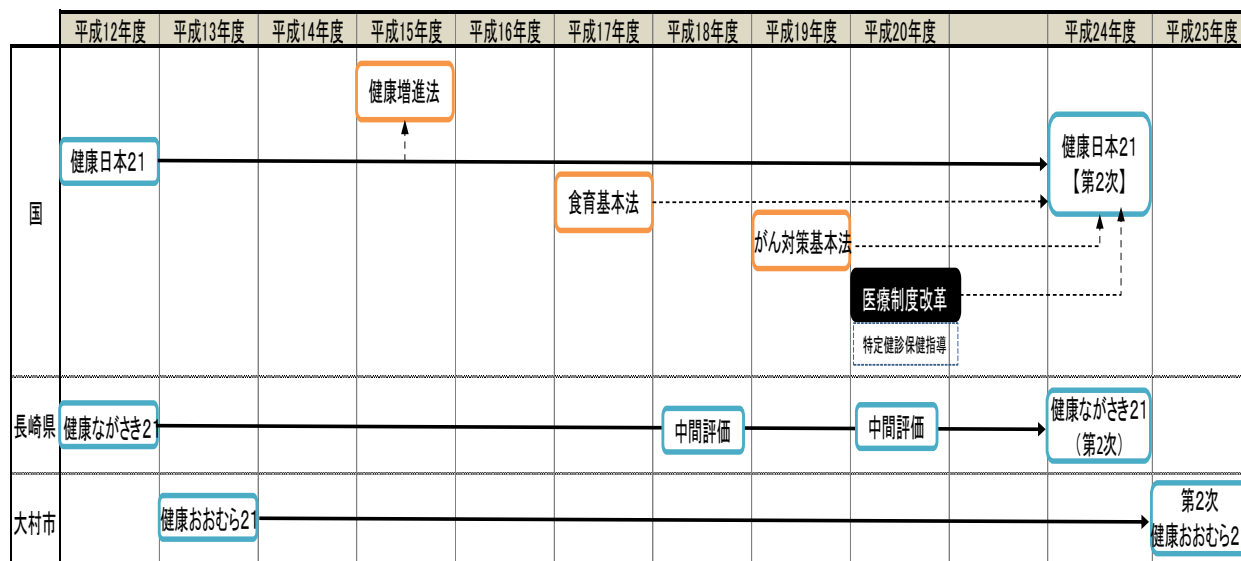 平成12年度 平成13年度 平成14年度 平成15年度 平成16年度 平成17年度 平成18年度 平成19年度 平成20年度 平成24年度 平成25年度
国
健康増進法
健康日本21
健康日本21
【第2次】
食育基本法
がん対策基本法
医療制度改革
特定健診保健指導
長崎県
健康ながさき21
中間評価
中間評価
健康ながさき21
(第2次)
大村市
健康おおむら21
第2次
健康おおむら2